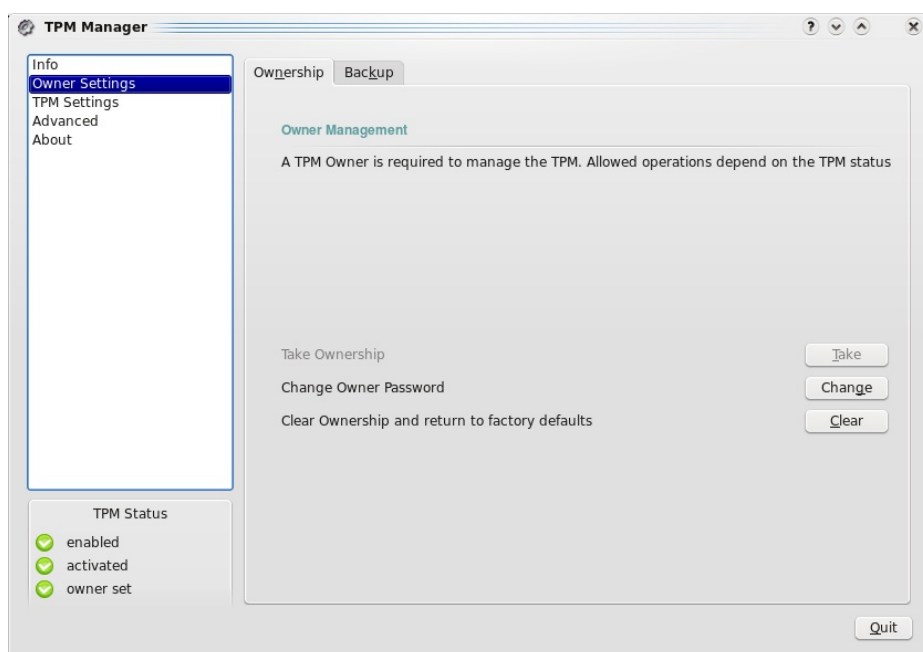 TPM Manager
Info
Owner Settings
TPM Settings
Advanced
About
Ownership
Backup
Owner Management
A TPM Owner is required to manage the TPM. Allowed operations depend on the TPM status
Take Ownership
Take
Change Owner Password
Change
Clear Ownership and return to factory defaults
Clear
TPM Status
enabled
activated
owner set
Quit